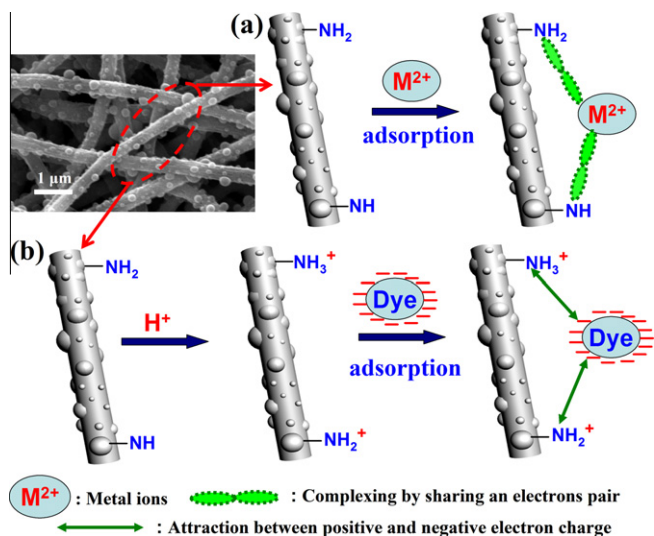 (a)
NH₂
M²⁺
adsorption
NH₂
M²⁺
1 µm
NH
NH
(b)
NH₂
H⁺
NH₃⁺
Dye
adsorption
NH₃⁺
Dye
NH
NH₂⁺
NH₂⁺
M²⁺ : Metal ions : Complexing by sharing an electrons pair
: Attraction between positive and negative electron charge